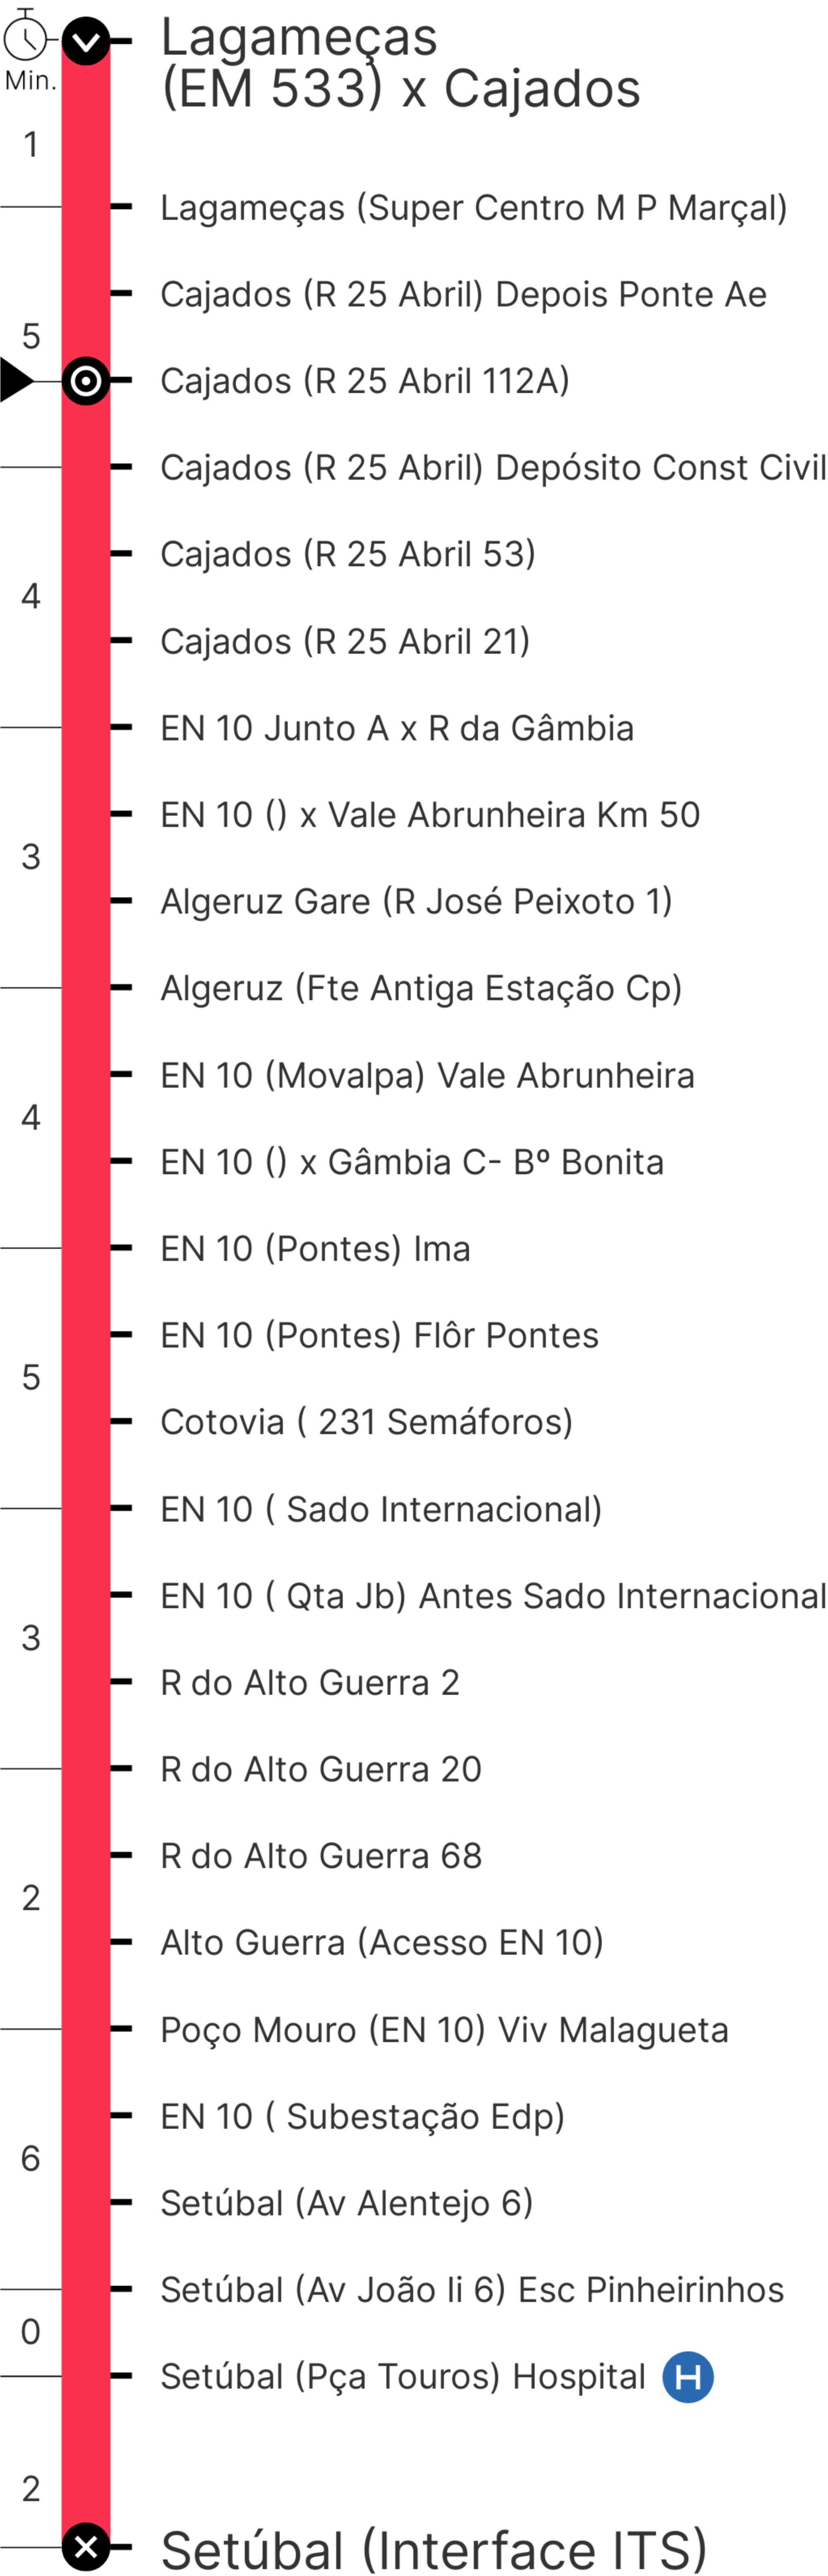 Lagameças
(EM 533) x Cajados
Min.
1
Lagameças (Super Centro M P Marçal)
Cajados (R 25 Abril) Depois Ponte Ae
5
Cajados (R 25 Abril 112A)
Cajados (R 25 Abril) Depósito Const Civil
Cajados (R 25 Abril 53)
4
Cajados (R 25 Abril 21)
EN 10 Junto A x R da Gâmbia
EN 10 () x Vale Abrunheira Km 50
3
Algeruz Gare (R José Peixoto 1)
Algeruz (Fte Antiga Estação Cp)
EN 10 (Movalpa) Vale Abrunheira
4
EN 10 () x Gâmbia C- Bº Bonita
EN 10 (Pontes) Ima
EN 10 (Pontes) Flôr Pontes
5
Cotovia ( 231 Semáforos)
EN 10 ( Sado Internacional)
EN 10 ( Qta Jb) Antes Sado Internacional
3
R do Alto Guerra 2
R do Alto Guerra 20
R do Alto Guerra 68
2
Alto Guerra (Acesso EN 10)
Poço Mouro (EN 10) Viv Malagueta
EN 10 ( Subestação Edp)
6
Setúbal (Av Alentejo 6)
Setúbal (Av João Ii 6) Esc Pinheirinhos
0
Setúbal (Pça Touros) Hospital H
2
Setúbal (Interface ITS)